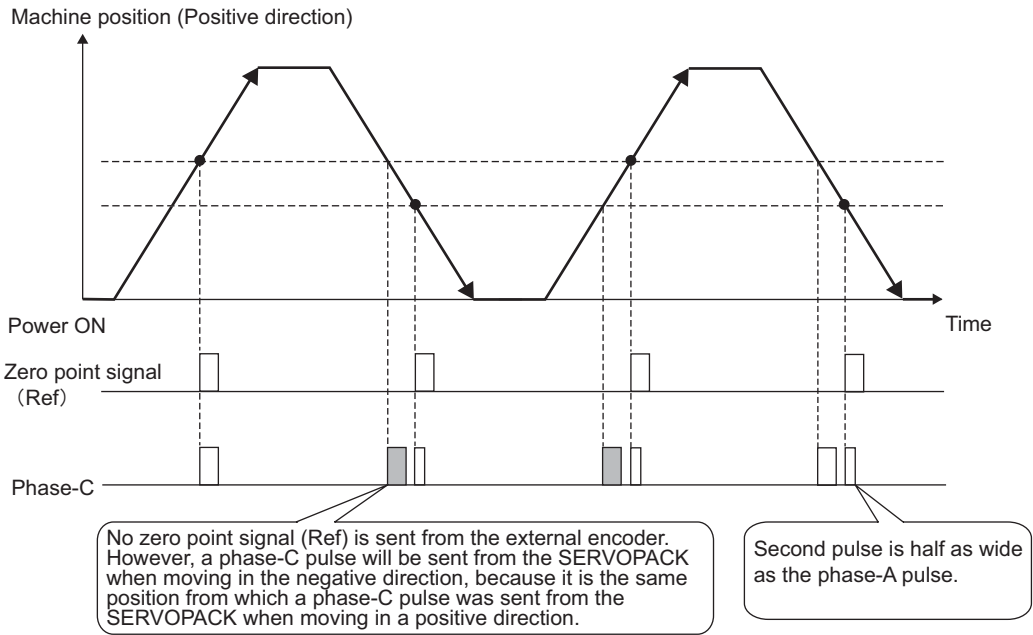 Machine position (Positive direction)
Power ON
Time
Zero point signal
（Ref）
Phase-C
No zero point signal (Ref) is sent from the external encoder.
However, a phase-C pulse will be sent from the SERVOPACK
when moving in the negative direction, because it is the same
position from which a phase-C pulse was sent from the
SERVOPACK when moving in a positive direction.
Second pulse is half as wide
as the phase-A pulse.